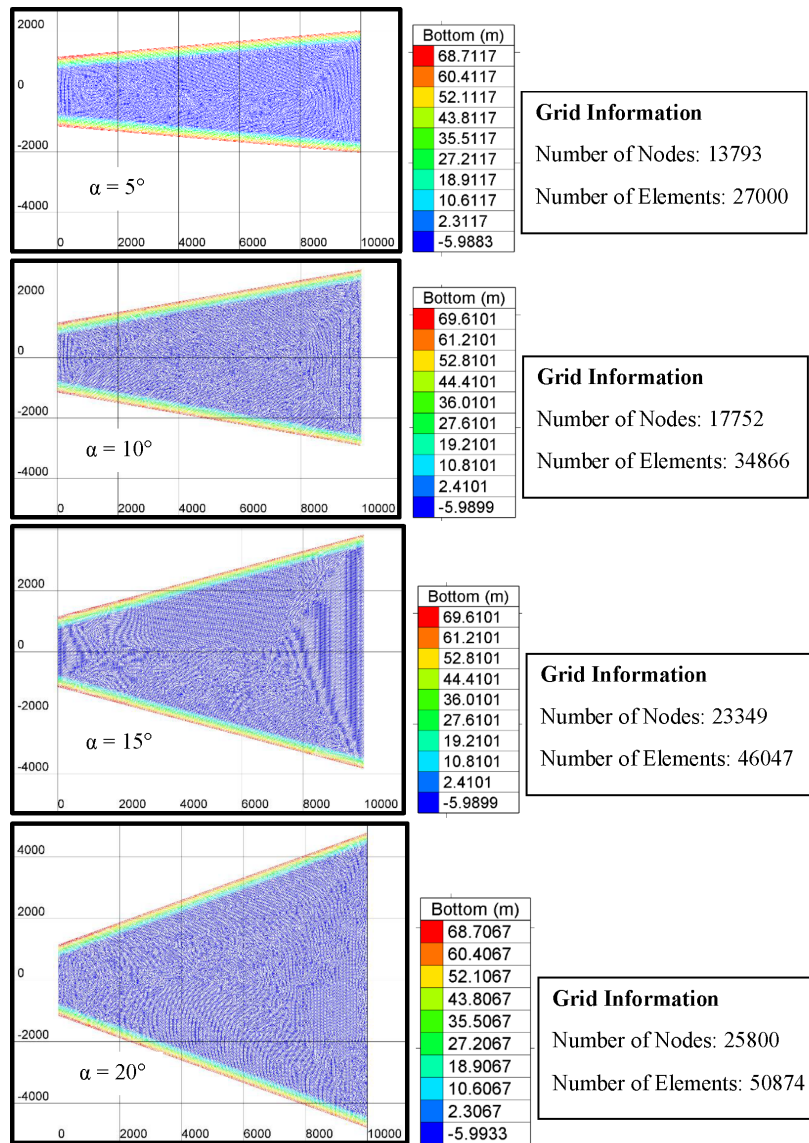 2000
0
-2000
-4000
α = 5°
0 2000 4000 6000 8000 10000
Bottom (m)
68.7117
60.4117
52.1117
43.8117
35.5117
27.2117
18.9117
10.6117
2.3117
-5.9883
Grid Information
Number of Nodes: 13793
Number of Elements: 27000
2000
0
-2000
-4000
α = 10°
0 2000 4000 6000 8000 10000
Bottom (m)
69.6101
61.2101
52.8101
44.4101
36.0101
27.6101
19.2101
10.8101
2.4101
-5.9899
Grid Information
Number of Nodes: 17752
Number of Elements: 34866
2000
0
-2000
-4000
α = 15°
0 2000 4000 6000 8000 10000
Bottom (m)
69.6101
61.2101
52.8101
44.4101
36.0101
27.6101
19.2101
10.8101
2.4101
-5.9899
Grid Information
Number of Nodes: 23349
Number of Elements: 46047
4000
2000
0
-2000
-4000
α = 20°
0 2000 4000 6000 8000 10000
Bottom (m)
68.7067
60.4067
52.1067
43.8067
35.5067
27.2067
18.9067
10.6067
2.3067
-5.9933
Grid Information
Number of Nodes: 25800
Number of Elements: 50874